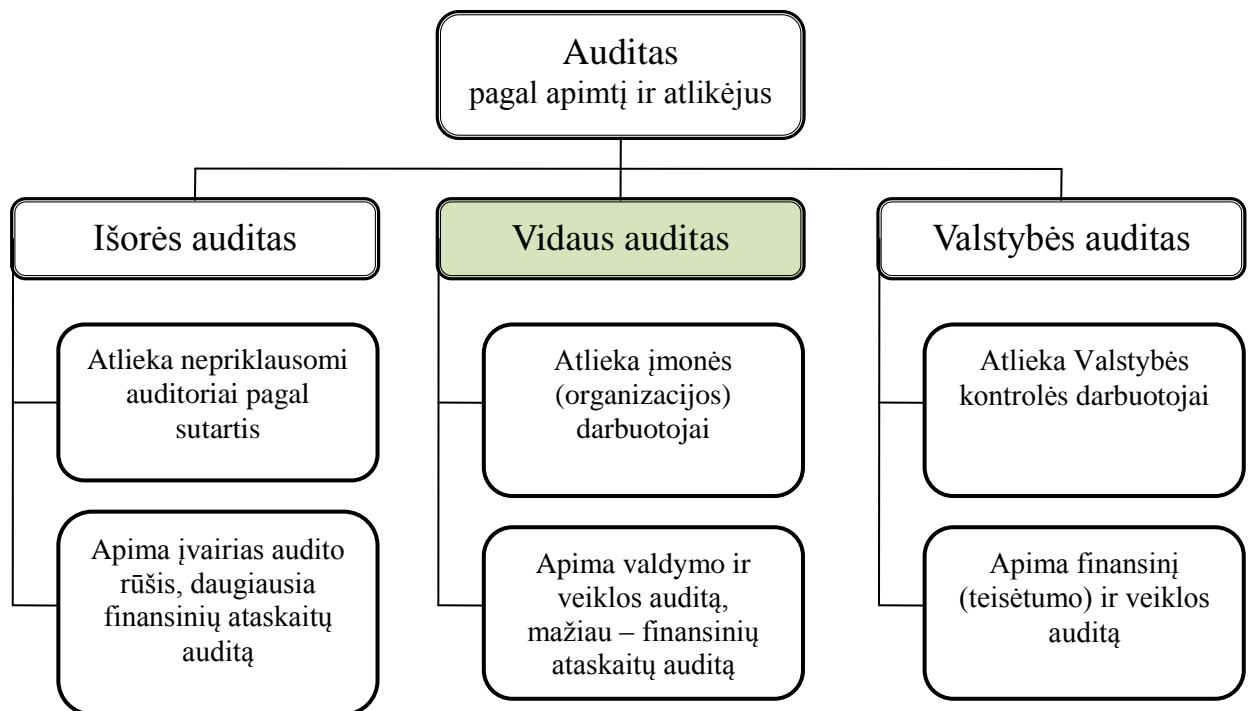 Auditas
pagal apimtį ir atlikėjus
Išorės auditas
Atlieka nepriklausomi
auditoriai pagal
sutartis
Apima įvairias audito
rūšis, daugiausia
finansinių ataskaitų
auditą
Vidaus auditas
Atlieka įmonės
(organizacijos)
darbuotojai
Apima valdymo ir
veiklos auditą,
mažiau – finansinių
ataskaitų auditą
Valstybės auditas
Atlieka Valstybės
kontrolės darbuotojai
Apima finansinį
(teisėtumo) ir veiklos
auditą